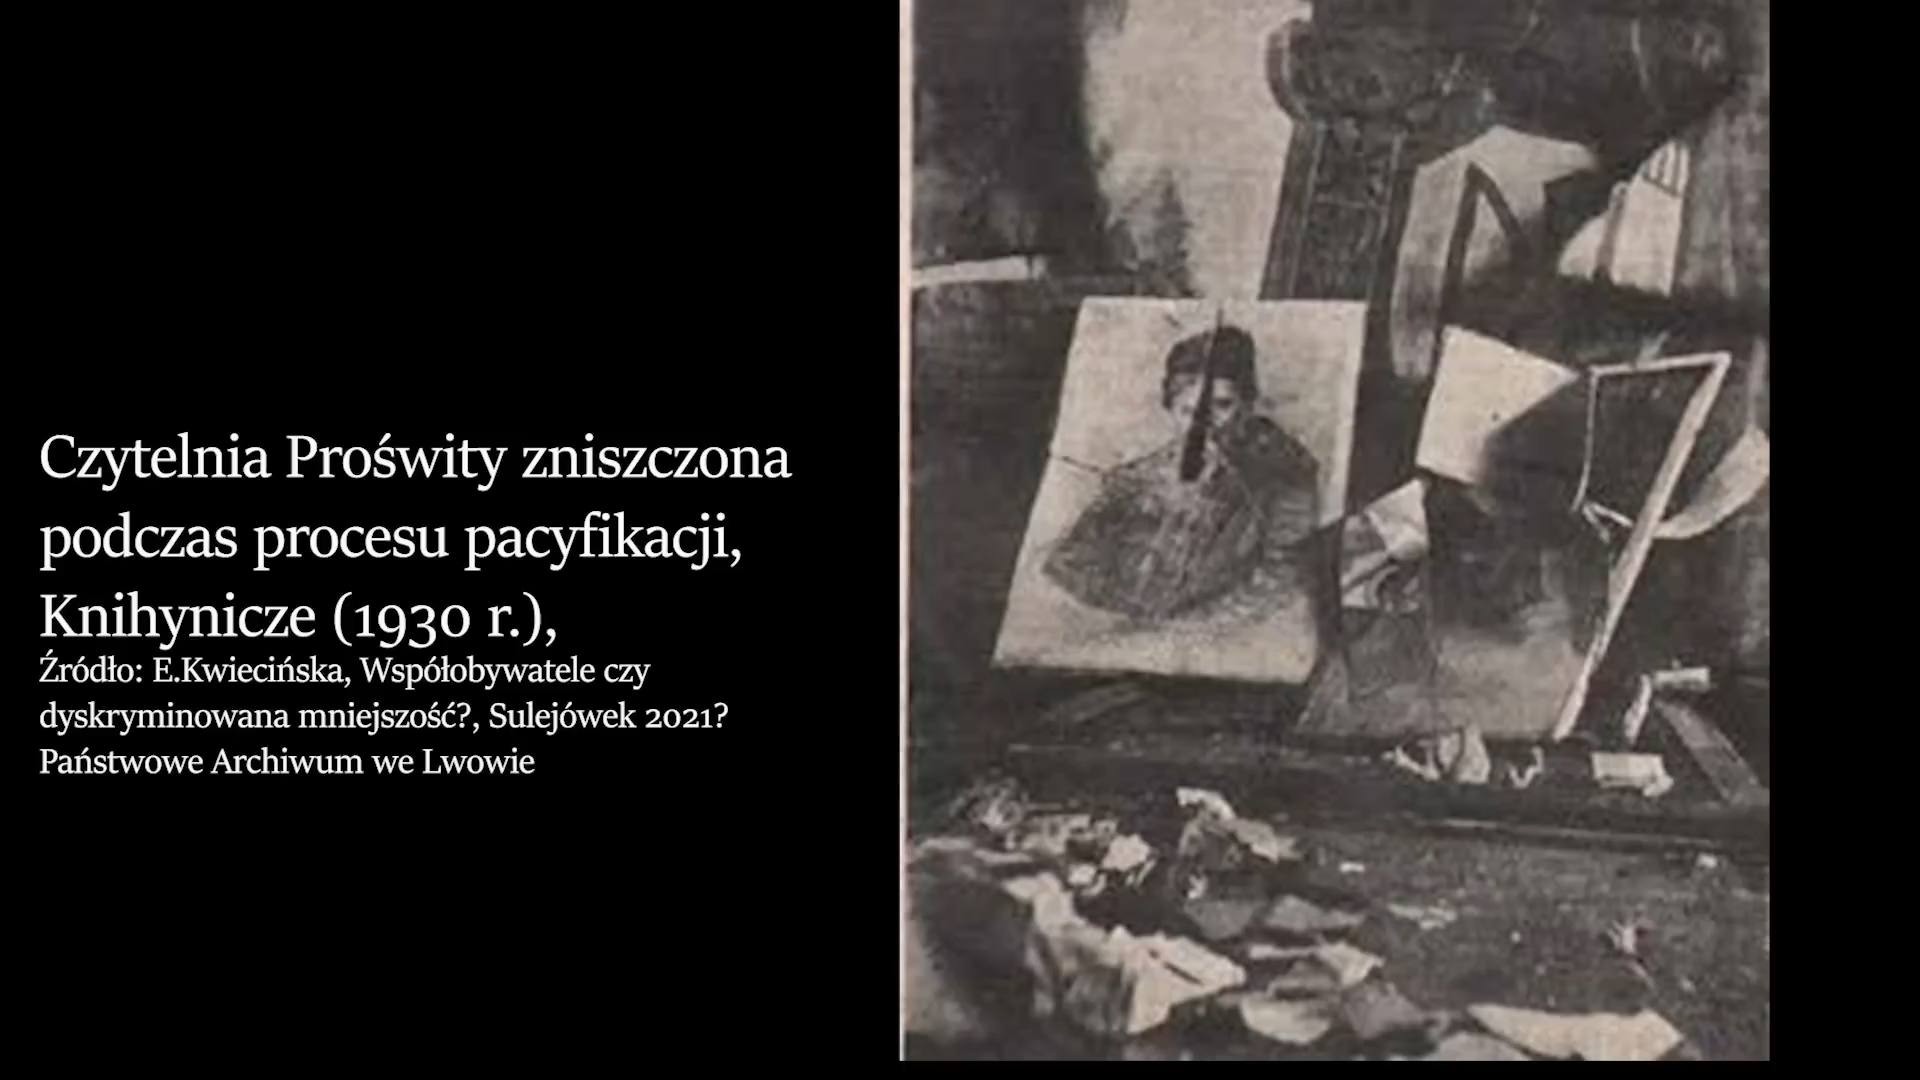 Czytelnia Proświty zniszczona
podczas procesu pacyfikacji,
Knihynicze (1930 r.),
Źródło: E.Kwiecińska, Współobywatele czy
dyskryminowana mniejszość?, Sulejówek 2021?
Państwowe Archiwum we Lwowie